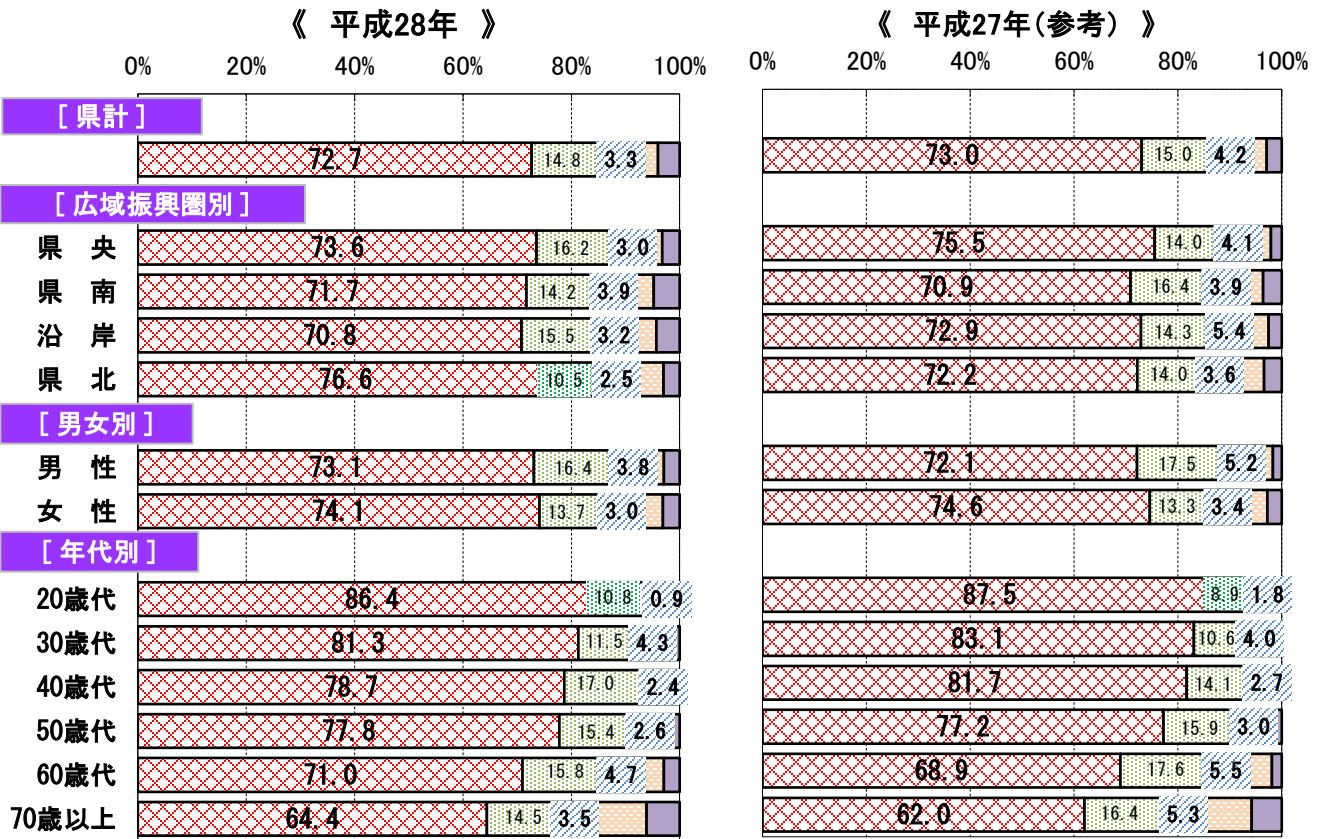 《 平成28年 》 《 平成27年(参考) 》
0% 20% 40% 60% 80% 100% 0% 20% 40% 60% 80% 100%
[ 県計 ]
72.7 14.8 3.3 73.0 15.0 4.2
[ 広域振興圏別 ]
県 央 73.6 16.2 3.0 75.5 14.0 4.1
県 南 71.7 14.2 3.9 70.9 16.4 3.9
沿 岸 70.8 15.5 3.2 72.9 14.3 5.4
県 北 76.6 10.5 2.5 72.2 14.0 3.6
[ 男女別 ]
男 性 73.1 16.4 3.8 72.1 17.5 5.2
女 性 74.1 13.7 3.0 74.6 13.3 3.4
[ 年代別 ]
20歳代 86.4 10.8 0.9 87.5 8.9 1.8
30歳代 81.3 11.5 4.3 83.1 10.6 4.0
40歳代 78.7 17.0 2.4 81.7 14.1 2.7
50歳代 77.8 15.4 2.6 77.2 15.9 3.0
60歳代 71.0 15.8 4.7 68.9 17.6 5.5
70歳以上 64.4 14.5 3.5 62.0 16.4 5.3